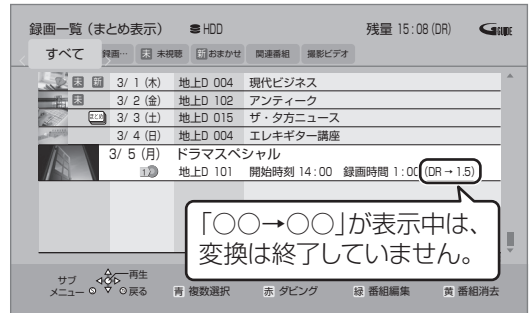 録画一覧（まとめ表示） HDD 残量 15:08(DR) GGUIDE
すべて 録画… 未 未視聴 新 おまかせ 関連番組 撮影ビデオ
未 新 3/ 1(木) 地上D 004 現代ビジネス
未 3/ 2(金) 地上D 102 アンティーク
まとめ 3/ 3(土) 地上D 015 ザ・夕方ニュース
3/ 4(日) 地上D 004 エレキギター講座
3/ 5(月) ドラマスペシャル
地上D 101 開始時刻 14:00 録画時間 1:00 (DR→1.5)
「○○→○○」が表示中は、
変換は終了していません。
サブ
メニュー 再生
戻る 青 複数選択 赤 ダビング 緑 番組編集 黄 番組消去